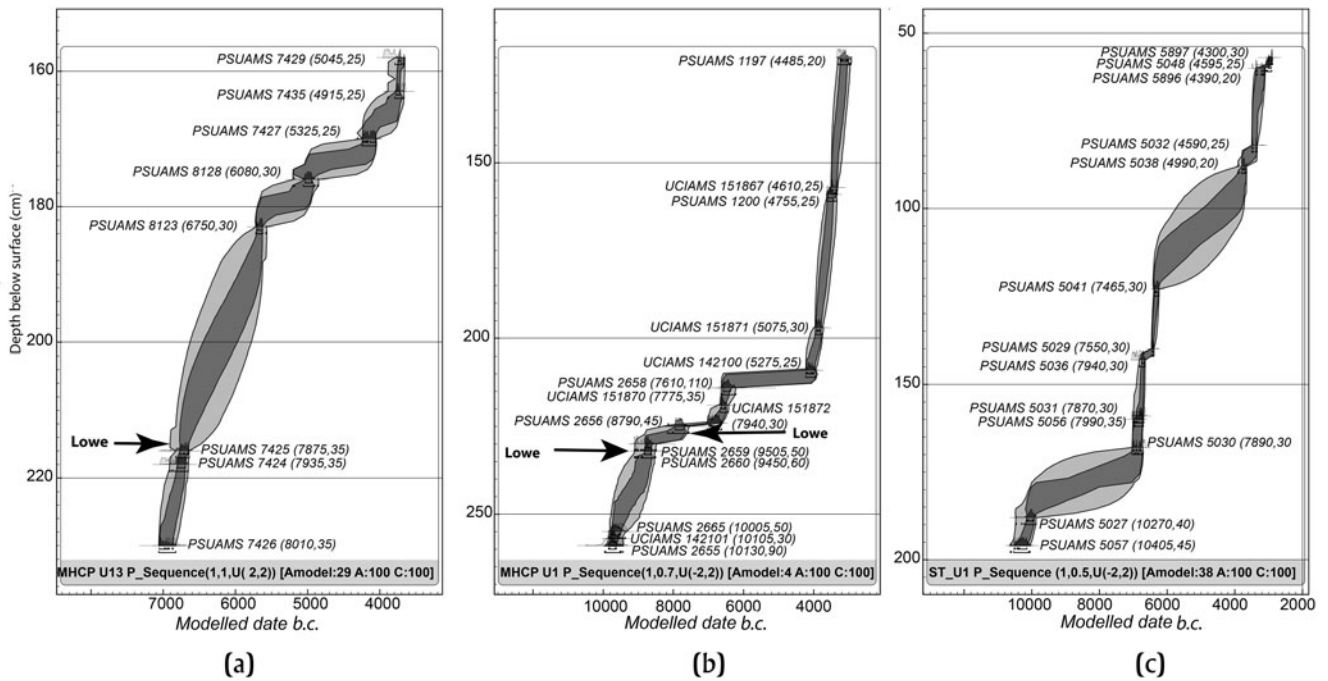 Depth below surface (cm)
160
180
200
220
PSUAMS 7429 (5045,25)
PSUAMS 7435 (4915,25)
PSUAMS 7427 (5325,25)
PSUAMS 8128 (6080,30)
PSUAMS 8123 (6750,30)
Lowe
PSUAMS 7425 (7875,35)
PSUAMS 7424 (7935,35)
PSUAMS 7426 (8010,35)
MHCP U13 P_Sequence(1,1,U( 2,2)) [Amodel:29 A:100 C:100]
7000 6000 5000 4000
Modelled date b.c.
(a)
150
200
250
PSUAMS 1197 (4485,20)
UCIAMS 151867 (4610,25)
PSUAMS 1200 (4755,25)
UCIAMS 151871 (5075,30)
UCIAMS 142100 (5275,25)
PSUAMS 2658 (7610,110)
UCIAMS 151870 (7775,35)
UCIAMS 151872
(7940,30)
PSUAMS 2656 (8790,45)
Lowe
Lowe
PSUAMS 2659 (9505,50)
PSUAMS 2660 (9450,60)
PSUAMS 2665 (10005,50)
UCIAMS 142101 (10105,30)
PSUAMS 2655 (10130,90)
MHCP U1 P_Sequence(1,0.7,U(-2,2)) [Amodel:4 A:100 C:100]
10000 8000 6000 4000
Modelled date b.c.
(b)
50
100
150
200
PSUAMS 5897 (4300,30)
PSUAMS 5048 (4595,25)
PSUAMS 5896 (4390,20)
PSUAMS 5032 (4590,25)
PSUAMS 5038 (4990,20)
PSUAMS 5041 (7465,30)
PSUAMS 5029 (7550,30)
PSUAMS 5036 (7940,30)
PSUAMS 5031 (7870,30)
PSUAMS 5056 (7990,35)
PSUAMS 5030 (7890,30
PSUAMS 5027 (10270,40)
PSUAMS 5057 (10405,45)
ST_U1 P_Sequence (1,0.5,U(-2,2)) [Amodel:38 A:100 C:100]
10000 8000 6000 4000 2000
Modelled date b.c.
(c)